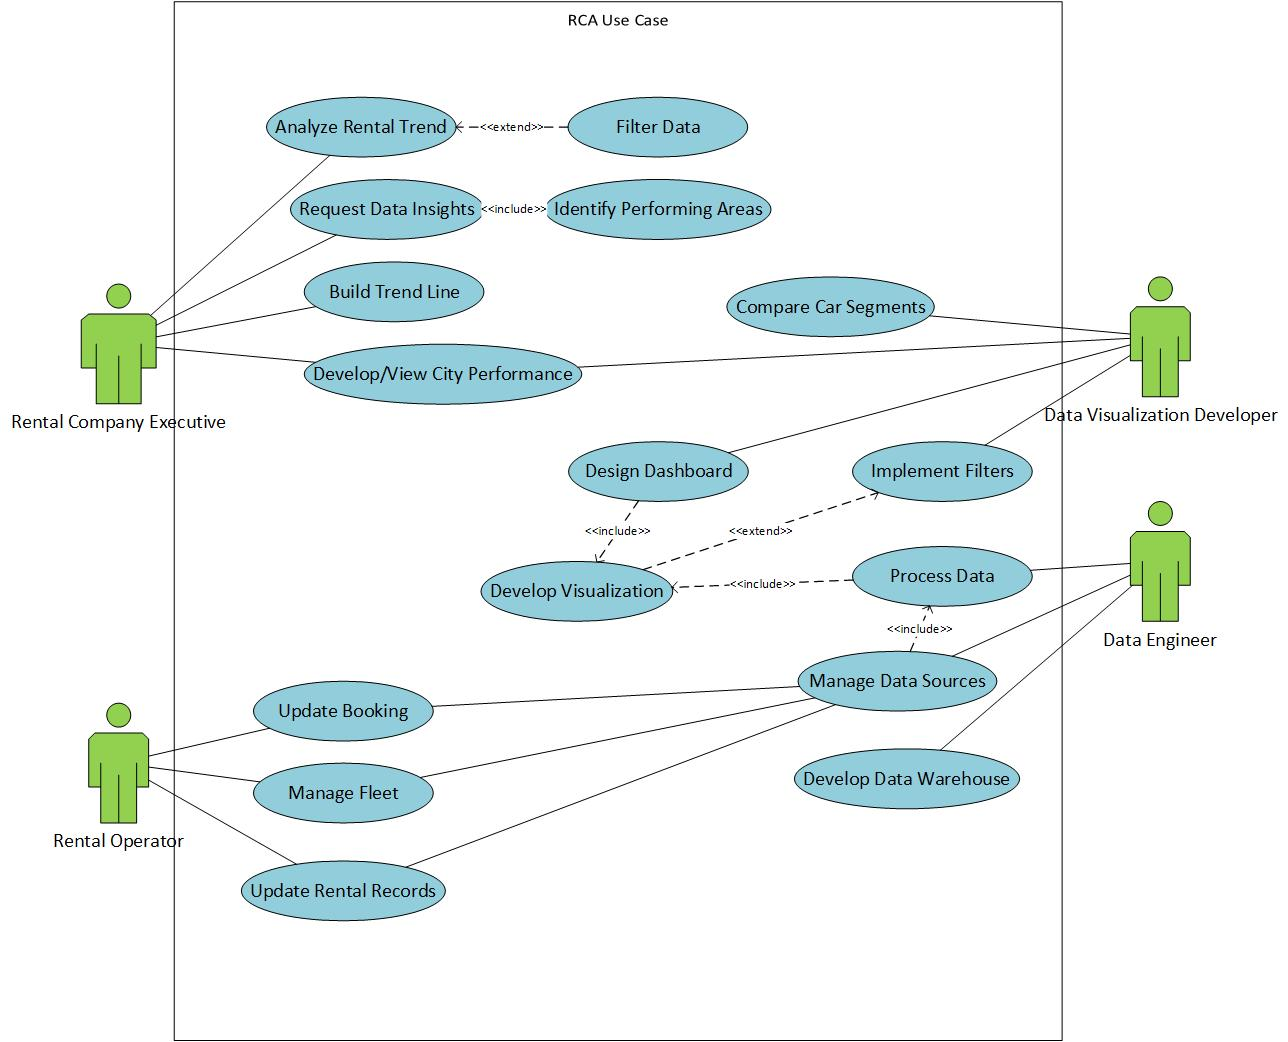 RCA Use Case
Analyze Rental Trend
<<extend>>
Filter Data
Request Data Insights
<<include>>
Identify Performing Areas
Build Trend Line
Compare Car Segments
Develop/View City Performance
Rental Company Executive
Data Visualization Developer
Design Dashboard
Implement Filters
<<include>>
<<extend>>
Develop Visualization
<<include>>
Process Data
<<include>>
Data Engineer
Manage Data Sources
Update Booking
Develop Data Warehouse
Manage Fleet
Rental Operator
Update Rental Records